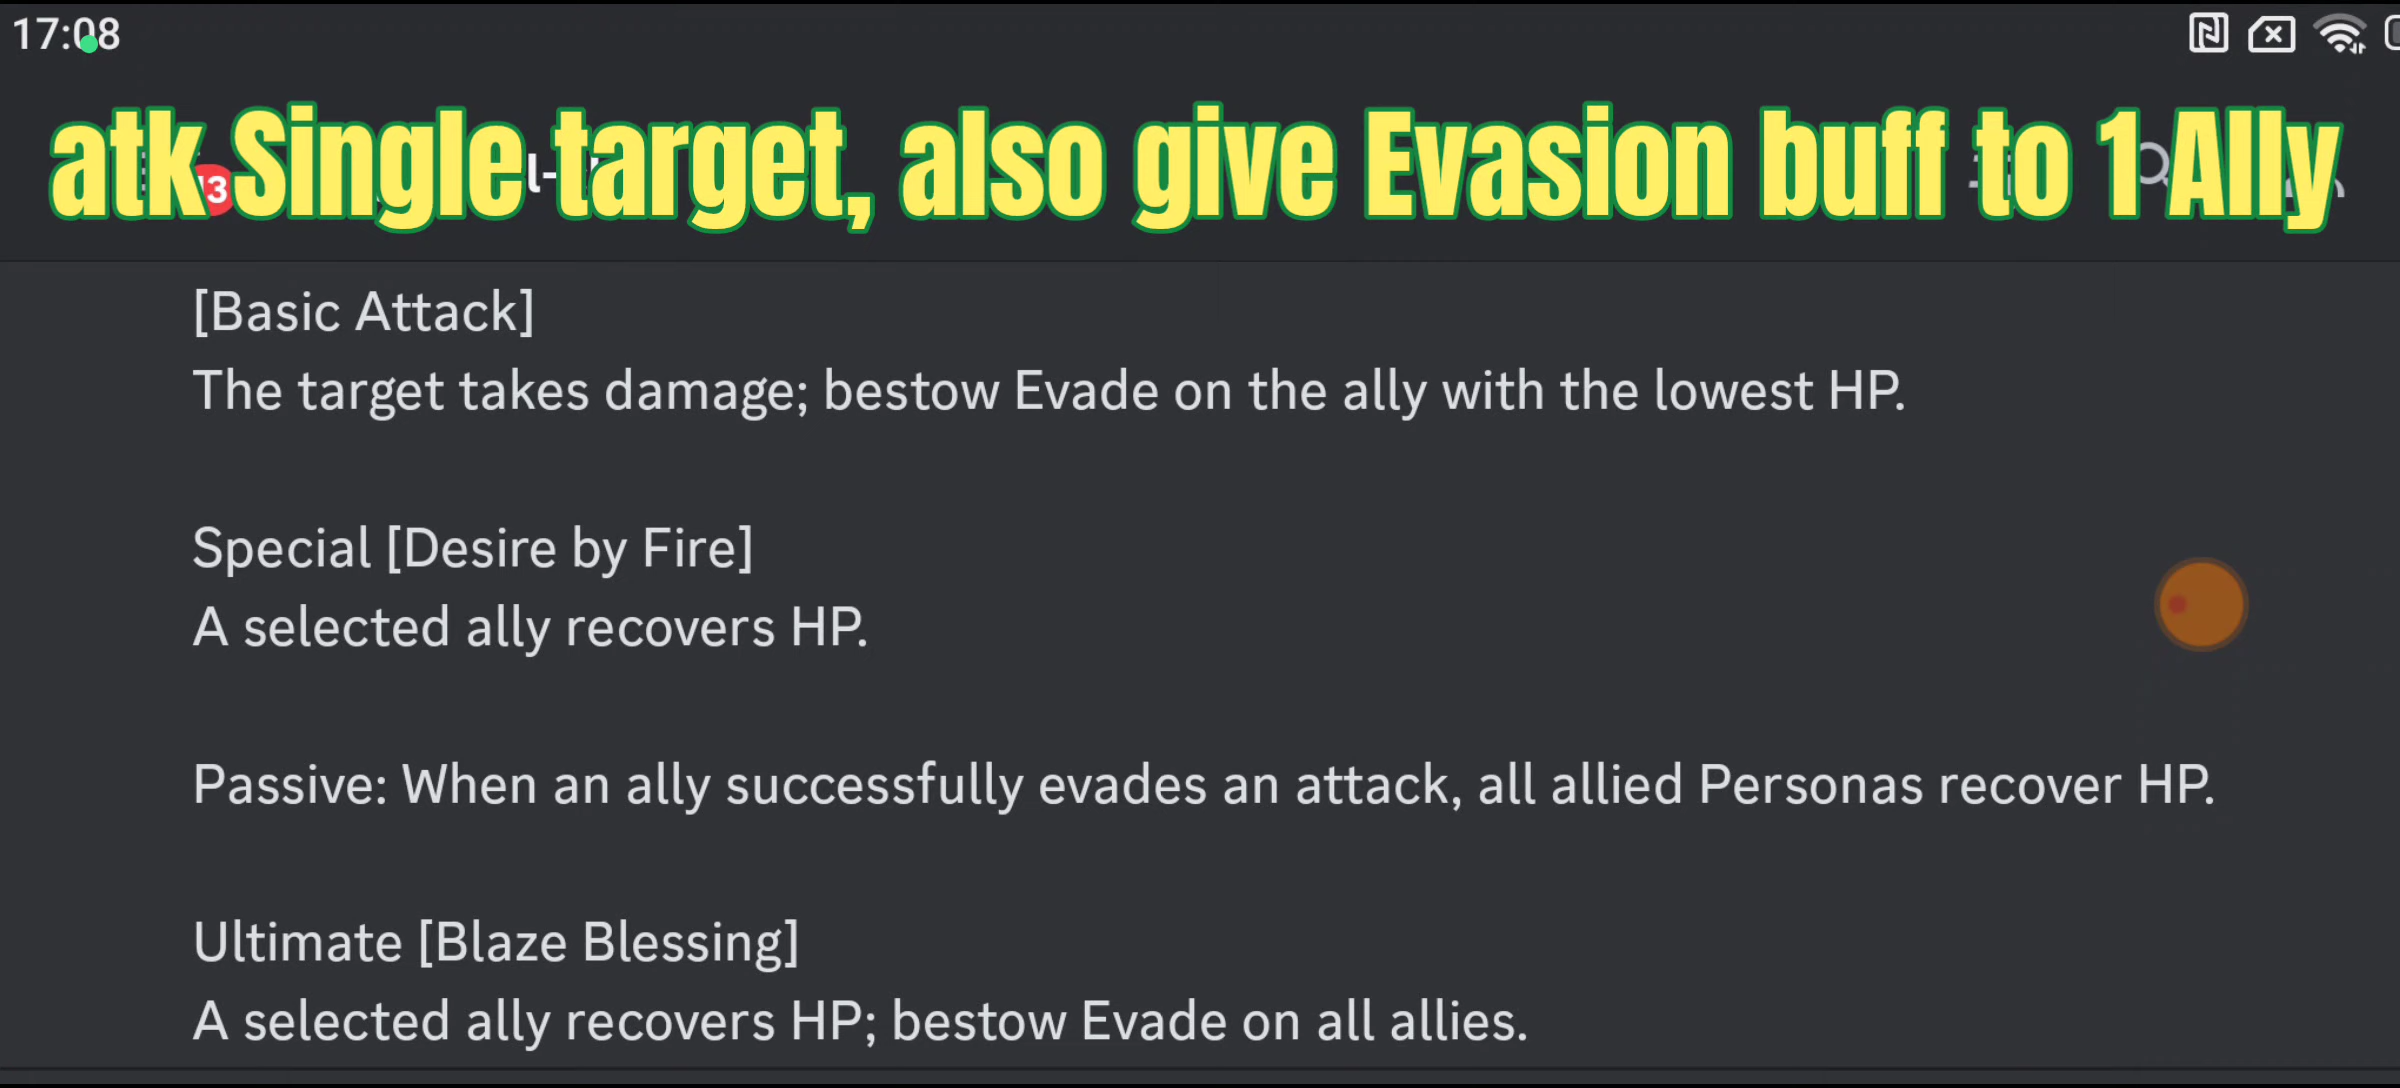 17:08
atk Single target, also give Evasion buff to 1 Ally
13
[Basic Attack]
The target takes damage; bestow Evade on the ally with the lowest HP.
Special [Desire by Fire]
A selected ally recovers HP.
Passive: When an ally successfully evades an attack, all allied Personas recover HP.
Ultimate [Blaze Blessing]
A selected ally recovers HP; bestow Evade on all allies.